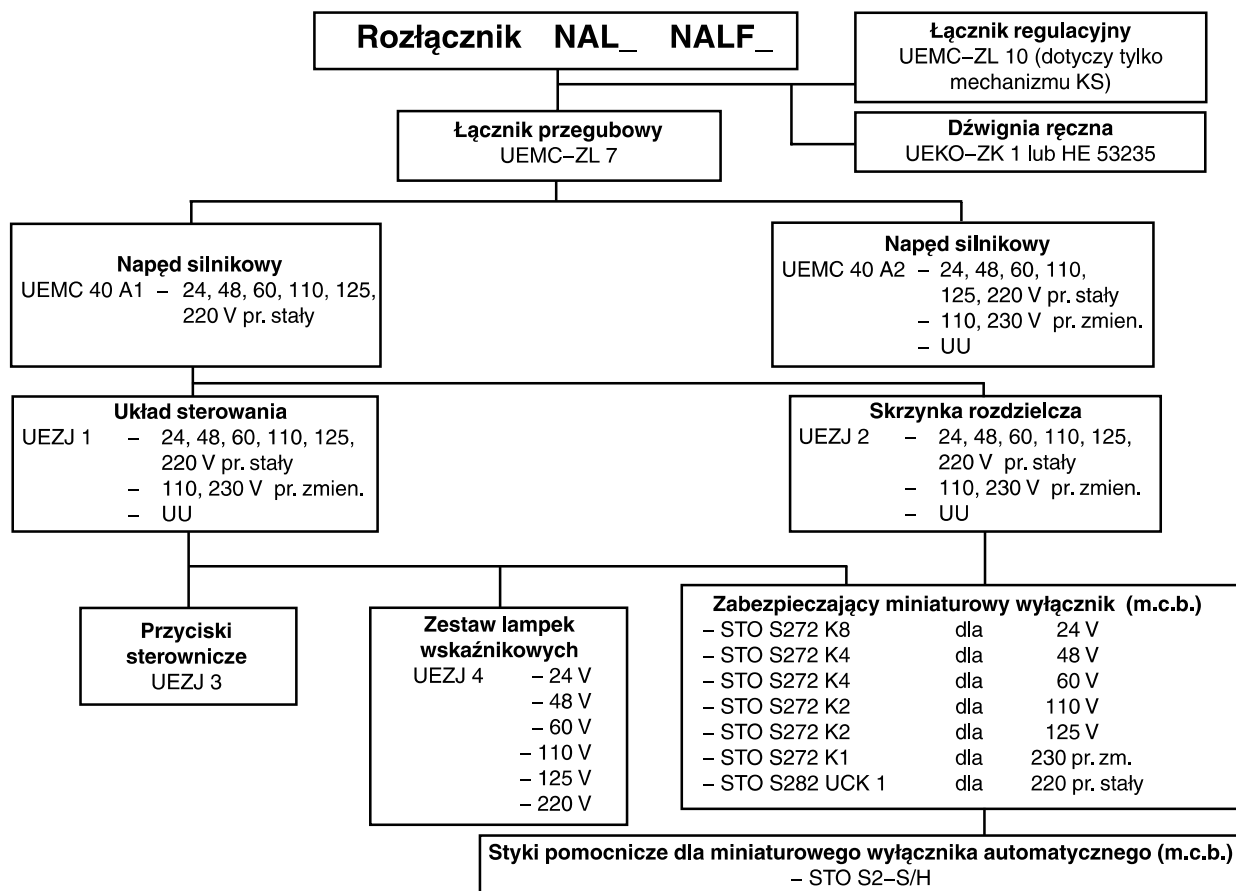 Rozłącznik NAL_ NALF_
Łącznik regulacyjny
UEMC–ZL 10 (dotyczy tylko
mechanizmu KS)
Łącznik przegubowy
UEMC–ZL 7
Dźwignia ręczna
UEKO–ZK 1 lub HE 53235
Napęd silnikowy
UEMC 40 A1 – 24, 48, 60, 110, 125,
220 V pr. stały
Napęd silnikowy
UEMC 40 A2 – 24, 48, 60, 110,
125, 220 V pr. stały
– 110, 230 V pr. zmien.
– UU
Układ sterowania
UEZJ 1 – 24, 48, 60, 110, 125,
220 V pr. stały
– 110, 230 V pr. zmien.
– UU
Skrzynka rozdzielcza
UEZJ 2 – 24, 48, 60, 110, 125,
220 V pr. stały
– 110, 230 V pr. zmien.
– UU
Przyciski
sterownicze
UEZJ 3
Zestaw lampek
wskaźnikowych
UEZJ 4 – 24 V
– 48 V
– 60 V
– 110 V
– 125 V
– 220 V
Zabezpieczający miniaturowy wyłącznik (m.c.b.)
– STO S272 K8 dla 24 V
– STO S272 K4 dla 48 V
– STO S272 K4 dla 60 V
– STO S272 K2 dla 110 V
– STO S272 K2 dla 125 V
– STO S272 K1 dla 230 pr. zm.
– STO S282 UCK 1 dla 220 pr. stały
Styki pomocnicze dla miniaturowego wyłącznika automatycznego (m.c.b.)
– STO S2–S/H